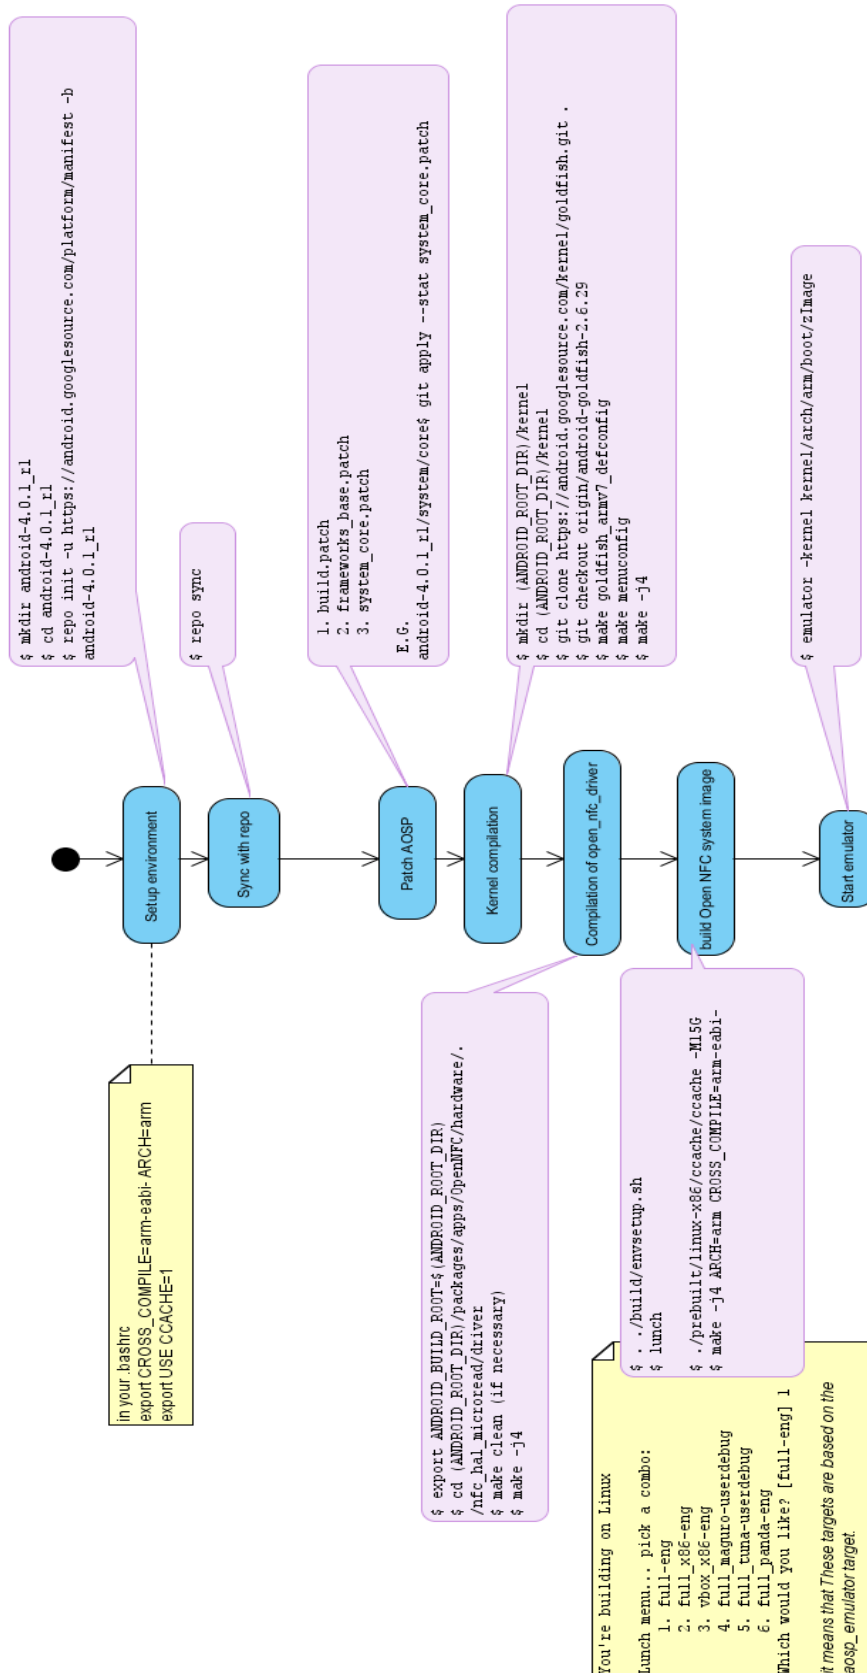 $ mkdir android-4.0.1_r1
$ cd android-4.0.1_r1
$ repo init -u https://android.googlesource.com/platform/manifest -b
android-4.0.1_r1
$ repo sync
1. build.patch
2. frameworks_base.patch
3. system_core.patch
E.G.
android-4.0.1_r1/system/core$ git apply --stat system_core.patch
$ mkdir (ANDROID_ROOT_DIR)/kernel
$ cd (ANDROID_ROOT_DIR)/kernel
$ git clone https://android.googlesource.com/kernel/goldfish.git .
$ git checkout origin/android-goldfish-2.6.29
$ make goldfish_armv7_defconfig
$ make menuconfig
$ make -j4
$ emulator -kernel kernel/arch/arm/boot/zImage
Setup environment
Sync with repo
Patch AOSP
Kernel compilation
Compilation of open_nfc_driver
build Open NFC system image
Start emulator
in your .bashrc
export CROSS_COMPILE=arm-eabi- ARCH=arm
export USE CCACHE=1
$ export ANDROID_BUILD_ROOT=$(ANDROID_ROOT_DIR)
$ cd (ANDROID_ROOT_DIR)/packages/apps/OpenNFC/hardware/.
/nfc_hal_microread/driver
$ make clean (if necessary)
$ make -j4
$ . ./build/envsetup.sh
$ lunch
$ ./prebuilt/linux-x86/ccache/ccache -M15G
$ make -j4 ARCH=arm CROSS_COMPILE=arm-eabi-
You're building on Linux
Lunch menu... pick a combo:
1. full-eng
2. full_x86-eng
3. vbox_x86-eng
4. full_maguro-userdebug
5. full_tuna-userdebug
6. full_panda-eng
Which would you like? [full-eng] 1
it means that These targets are based on the
aosp_emulator target.